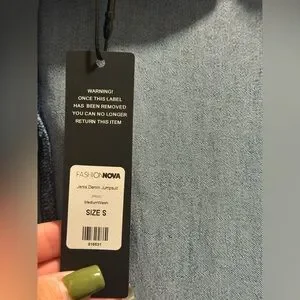 WARNING!
ONCE THIS LABEL
HAS BEEN REMOVED
YOU CAN NO LONGER
RETURN THIS ITEM
FASHIONNOVA
Janis Denim Jumpsuit
MediumWash
SIZE S